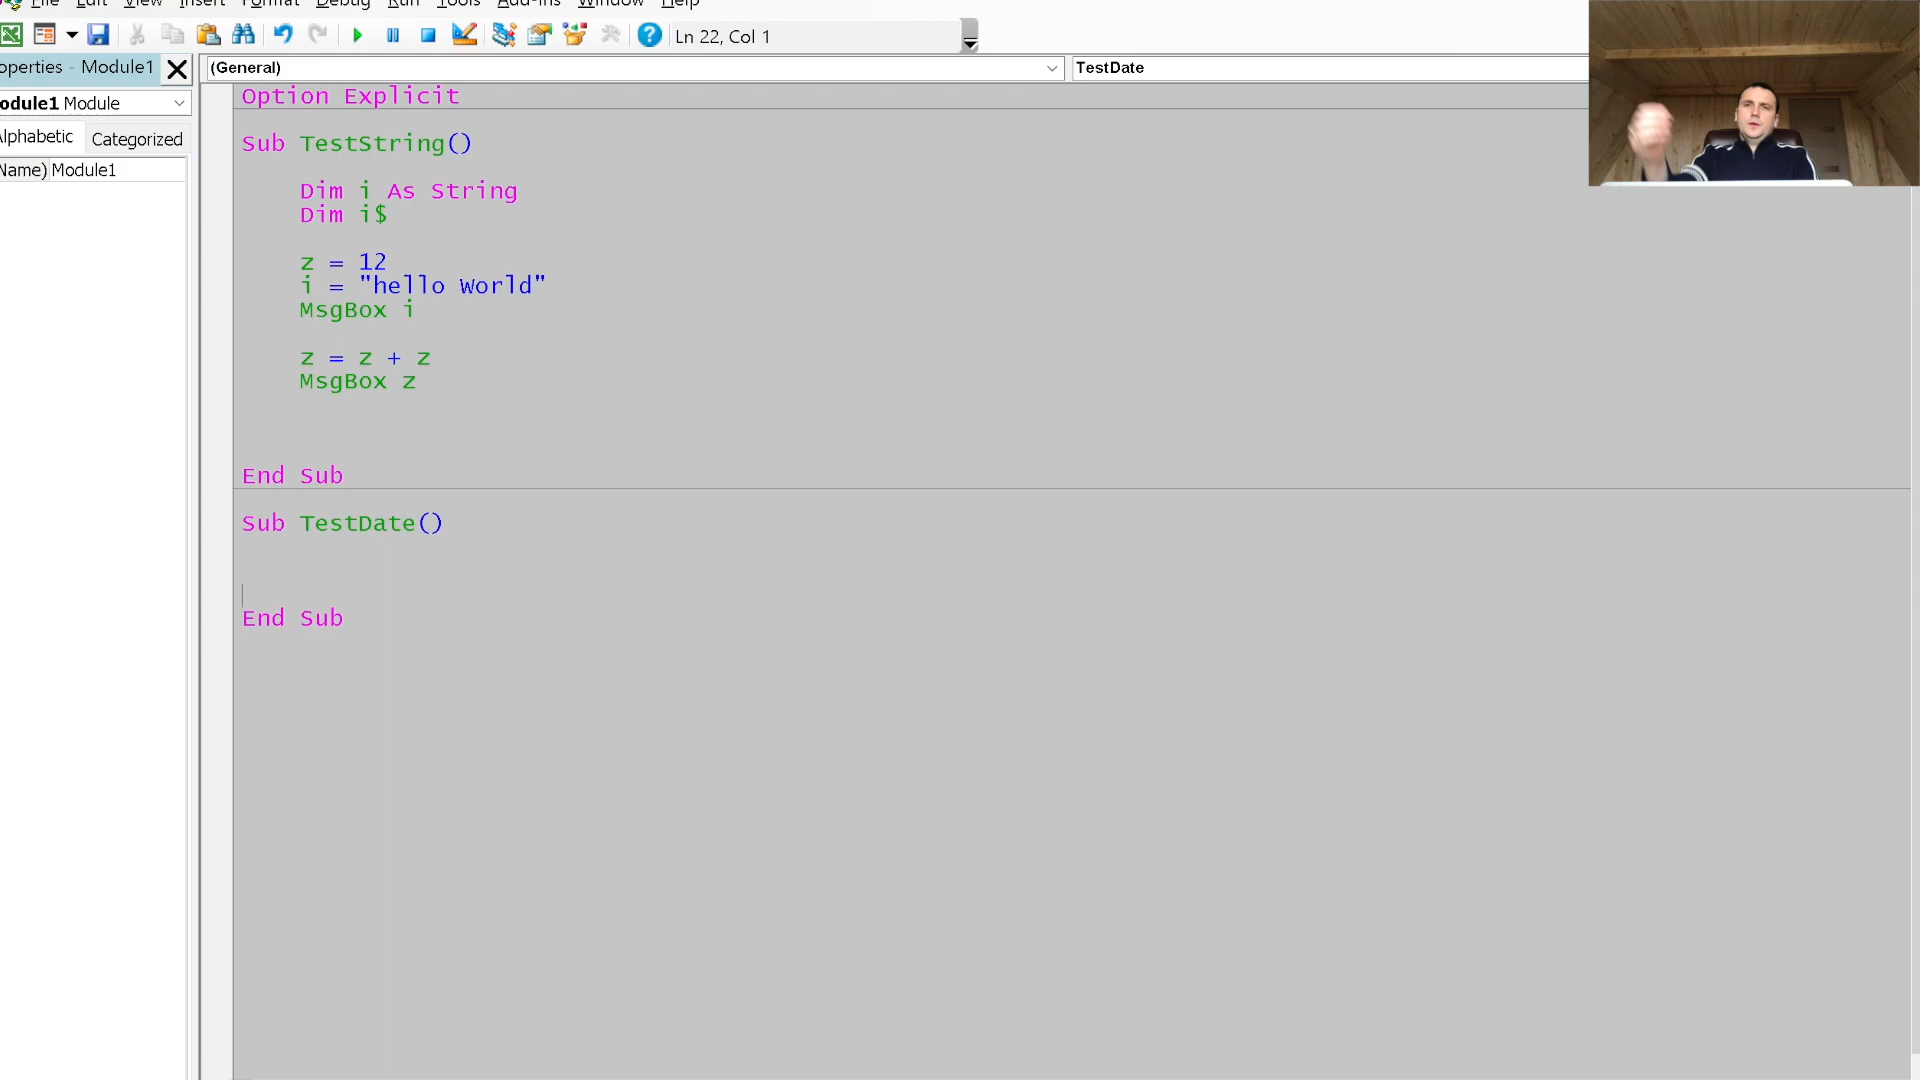 File Edit View Insert Format Debug Run Tools Add-Ins Window Help
Ln 22, Col 1
operties - Module1
odule1 Module
Alphabetic Categorized
Name) Module1
(General) TestDate
Option Explicit
Sub TestString()
Dim i As String
Dim i$
z = 12
i = "hello World"
MsgBox i
z = z + z
MsgBox z
End Sub
Sub TestDate()
End Sub